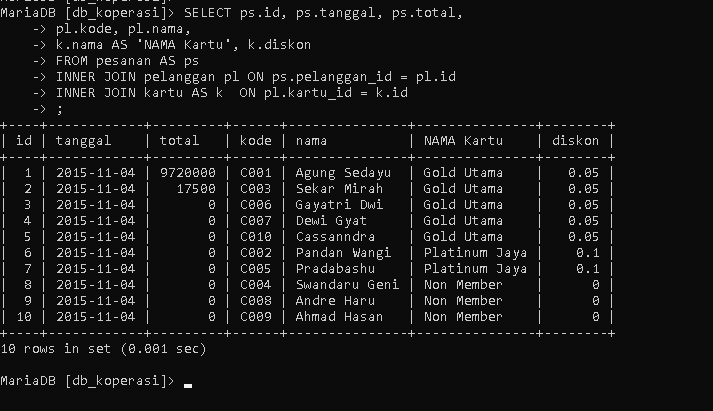 MariaDB [db_koperasi]> SELECT ps.id, ps.tanggal, ps.total,
    -> pl.kode, pl.nama,
    -> k.nama AS 'NAMA Kartu', k.diskon
    -> FROM pesanan AS ps
    -> INNER JOIN pelanggan pl ON ps.pelanggan_id = pl.id
    -> INNER JOIN kartu AS k  ON pl.kartu_id = k.id
    -> ;
+----+------------+---------+------+---------------+---------------+--------+
| id | tanggal    | total   | kode | nama          | NAMA Kartu    | diskon |
+----+------------+---------+------+---------------+---------------+--------+
|  1 | 2015-11-04 | 9720000 | C001 | Agung Sedayu  | Gold Utama    |   0.05 |
|  2 | 2015-11-04 |   17500 | C003 | Sekar Mirah   | Gold Utama    |   0.05 |
|  3 | 2015-11-04 |       0 | C006 | Gayatri Dwi   | Gold Utama    |   0.05 |
|  4 | 2015-11-04 |       0 | C007 | Dewi Gyat     | Gold Utama    |   0.05 |
|  5 | 2015-11-04 |       0 | C010 | Cassanndra    | Gold Utama    |   0.05 |
|  6 | 2015-11-04 |       0 | C002 | Pandan Wangi  | Platinum Jaya |    0.1 |
|  7 | 2015-11-04 |       0 | C005 | Pradabashu    | Platinum Jaya |    0.1 |
|  8 | 2015-11-04 |       0 | C004 | Swandaru Geni | Non Member    |      0 |
|  9 | 2015-11-04 |       0 | C008 | Andre Haru    | Non Member    |      0 |
| 10 | 2015-11-04 |       0 | C009 | Ahmad Hasan   | Non Member    |      0 |
+----+------------+---------+------+---------------+---------------+--------+
10 rows in set (0.001 sec)
MariaDB [db_koperasi]>